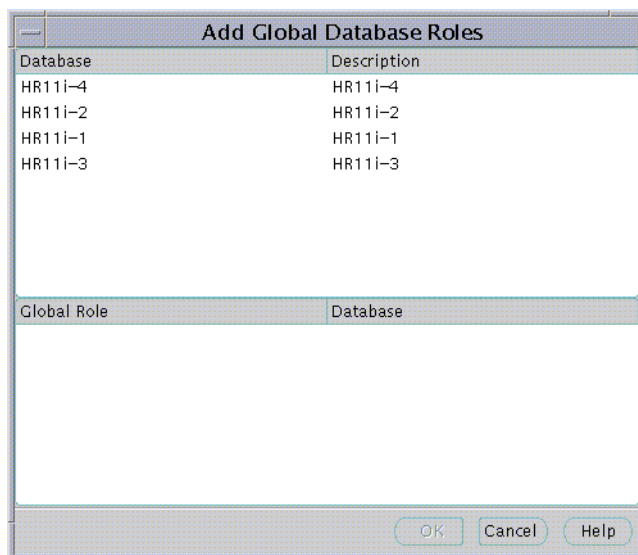 Add Global Database Roles
Database Description
HR11i-4 HR11i-4
HR11i-2 HR11i-2
HR11i-1 HR11i-1
HR11i-3 HR11i-3
Global Role Database
OK Cancel Help